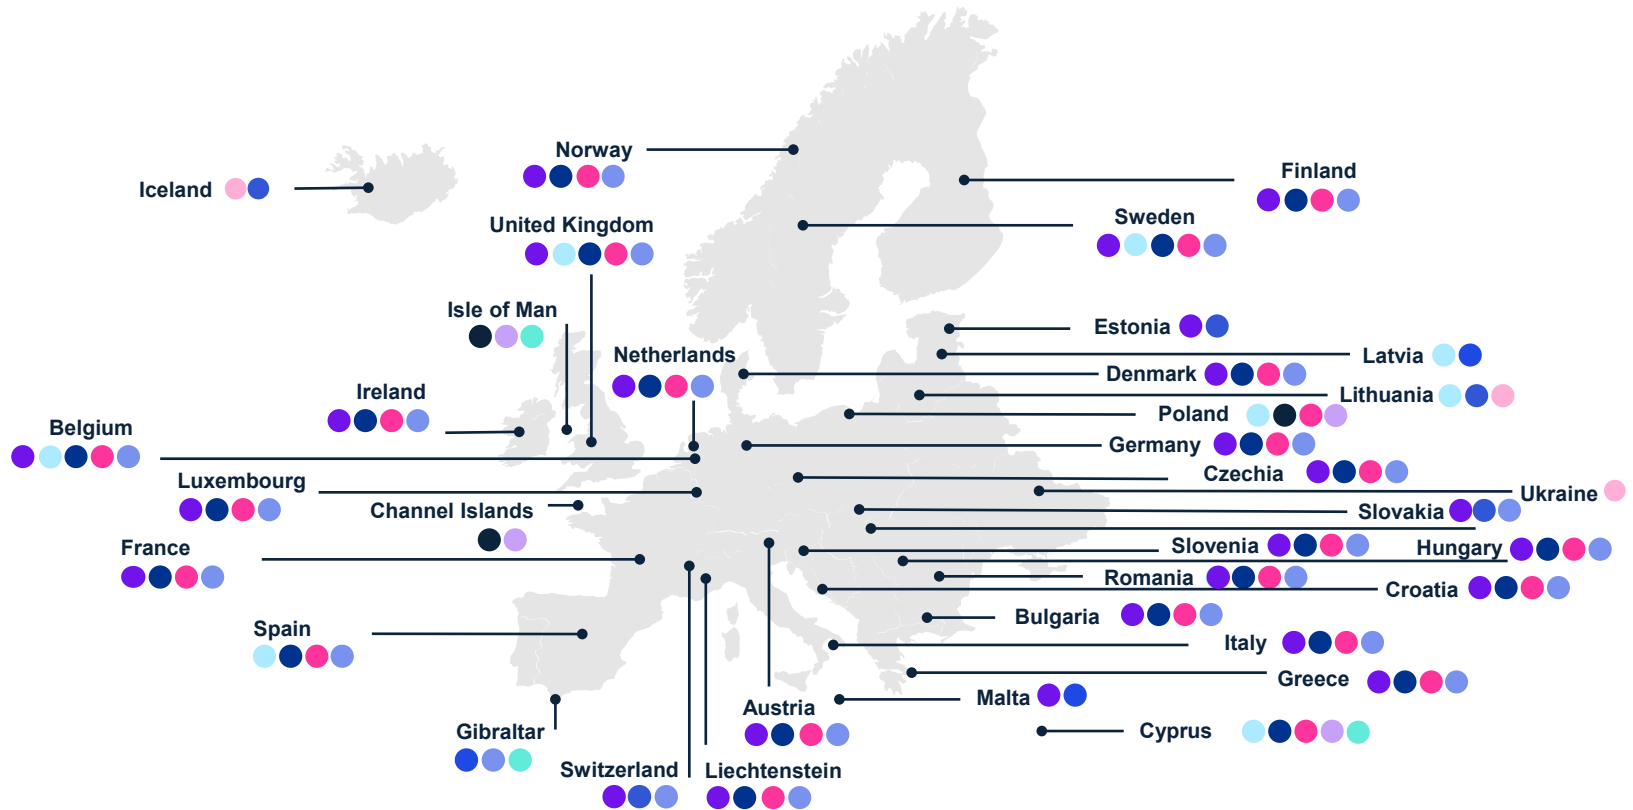 Norway
Finland
Iceland
Sweden
United Kingdom
Isle of Man
Estonia
Netherlands
Latvia
Denmark
Ireland
Lithuania
Poland
Belgium
Germany
Czechia
Luxembourg
Ukraine
Channel Islands
Slovakia
France
Slovenia
Hungary
Romania
Croatia
Bulgaria
Spain
Italy
Greece
Malta
Austria
Gibraltar
Cyprus
Switzerland
Liechtenstein